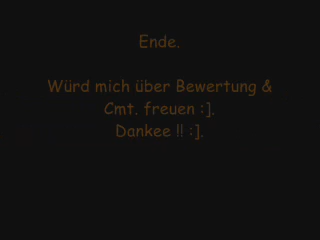 Ende.
Würd mich über Bewertung &
Cmt. freuen :].
Dankee !! :].